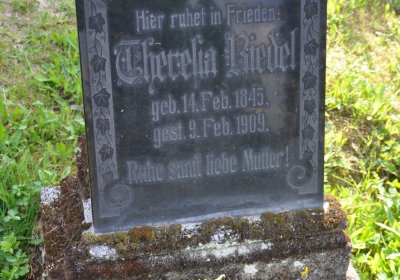 Hier ruhet in Frieden:
Theresia Riedel
geb. 14. Feb. 1845.
gest. 9. Feb. 1909.
Ruhe sanft liebe Mutter!